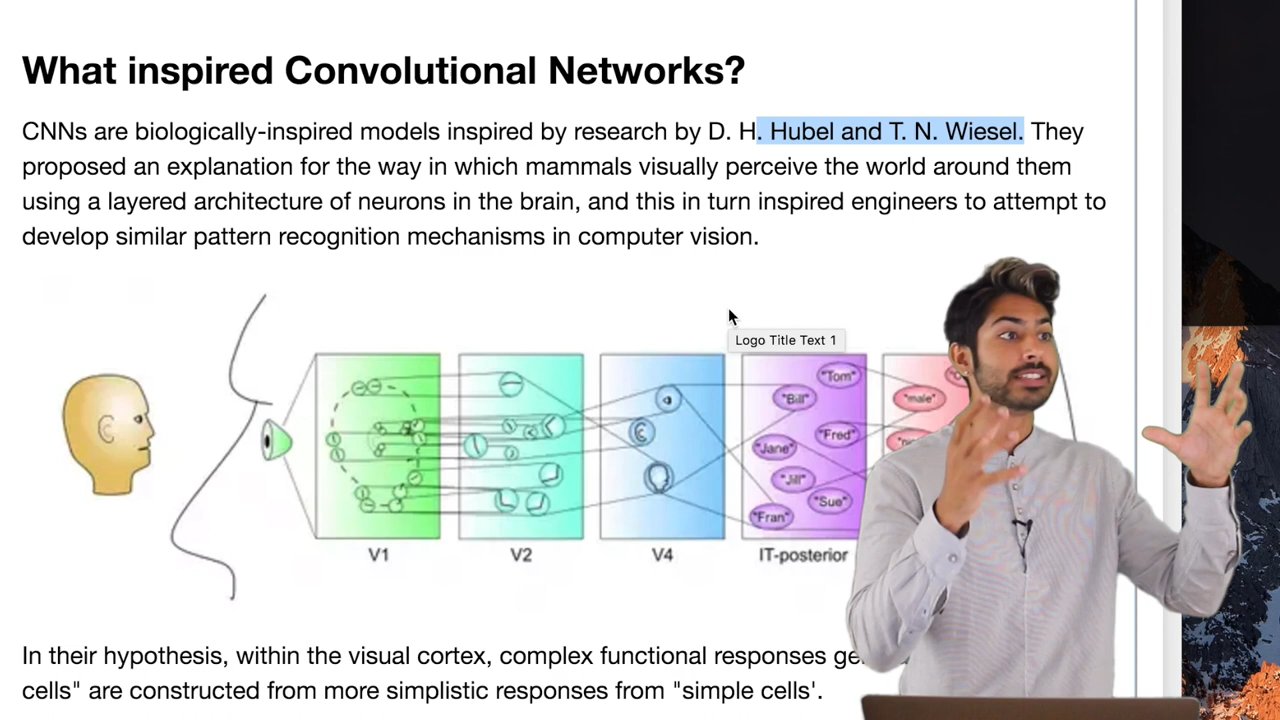 What inspired Convolutional Networks?
CNNs are biologically-inspired models inspired by research by D. H. Hubel and T. N. Wiesel. They
proposed an explanation for the way in which mammals visually perceive the world around them
using a layered architecture of neurons in the brain, and this in turn inspired engineers to attempt to
develop similar pattern recognition mechanisms in computer vision.
Logo Title Text 1
"Tom"
"Bill"
"male"
"Fred"
"Jane"
"Jill"
"Sue"
"Fran"
V1 V2 V4 IT-posterior
In their hypothesis, within the visual cortex, complex functional responses
cells" are constructed from more simplistic responses from "simple cells'.